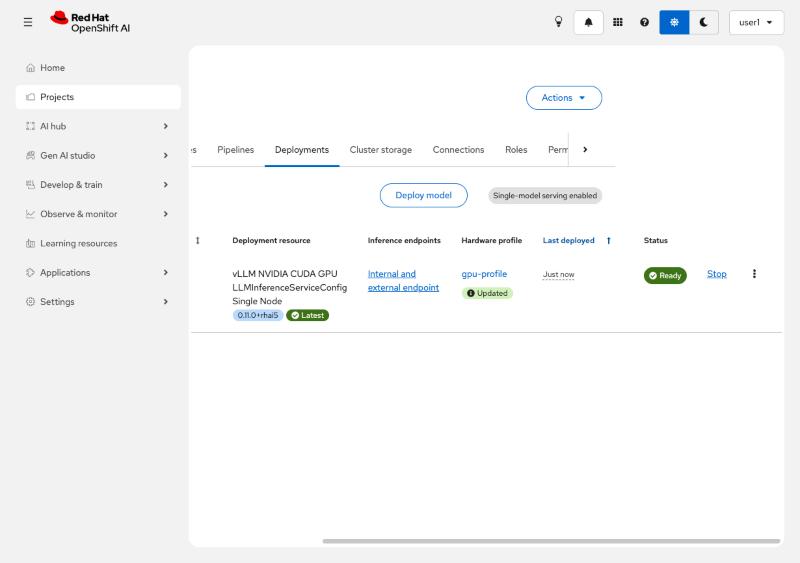 Red Hat
OpenShift AI
user1
Home
Projects
AI hub
Gen AI studio
Develop & train
Observe & monitor
Learning resources
Applications
Settings
Actions
es Pipelines Deployments Cluster storage Connections Roles Perm
Deploy model Single-model serving enabled
Deployment resource Inference endpoints Hardware profile Last deployed Status
vLLM NVIDIA CUDA GPU
LLMInferenceServiceConfig
Single Node
0.11.0+rhai5 Latest
Internal and
external endpoint
gpu-profile
Updated
Just now
Ready
Stop